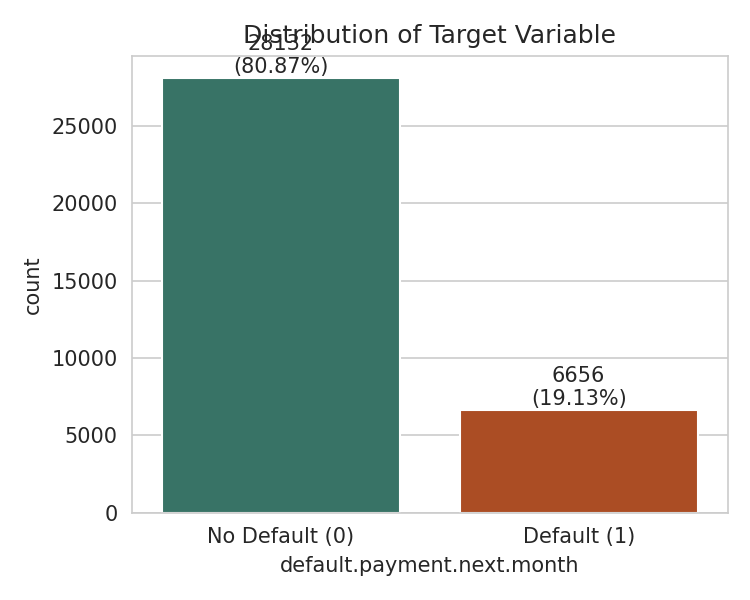 Distribution of Target Variable
28132
(80.87%)
25000
20000
15000
10000
5000
0
count
6656
(19.13%)
No Default (0)
Default (1)
default.payment.next.month